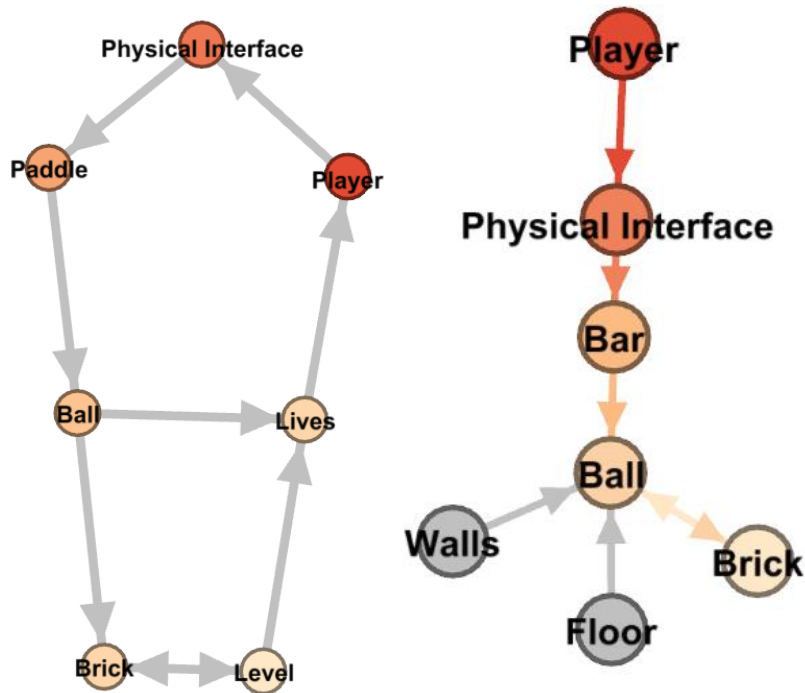 Physical Interface
Paddle
Player
Ball
Lives
Brick
Level
Player
Physical Interface
Bar
Ball
Walls
Brick
Floor